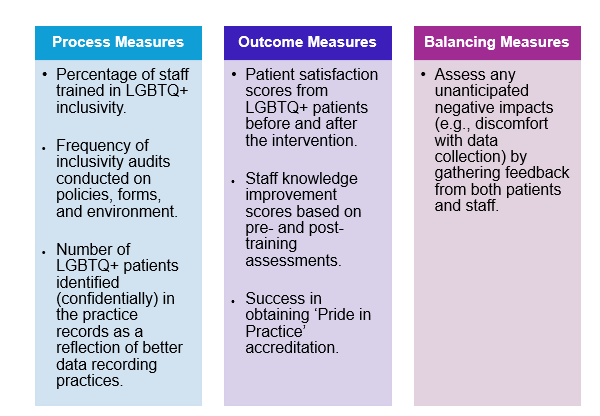 Process Measures
• Percentage of staff
trained in LGBTQ+
inclusivity.
• Frequency of
inclusivity audits
conducted on
policies, forms,
and environment.
• Number of
LGBTQ+ patients
identified
(confidentially) in
the practice
records as a
reflection of better
data recording
practices.
Outcome Measures
• Patient satisfaction
scores from
LGBTQ+ patients
before and after
the intervention.
• Staff knowledge
improvement
scores based on
pre- and post-
training
assessments.
• Success in
obtaining ‘Pride in
Practice’
accreditation.
Balancing Measures
• Assess any
unanticipated
negative impacts
(e.g., discomfort
with data
collection) by
gathering feedback
from both patients
and staff.